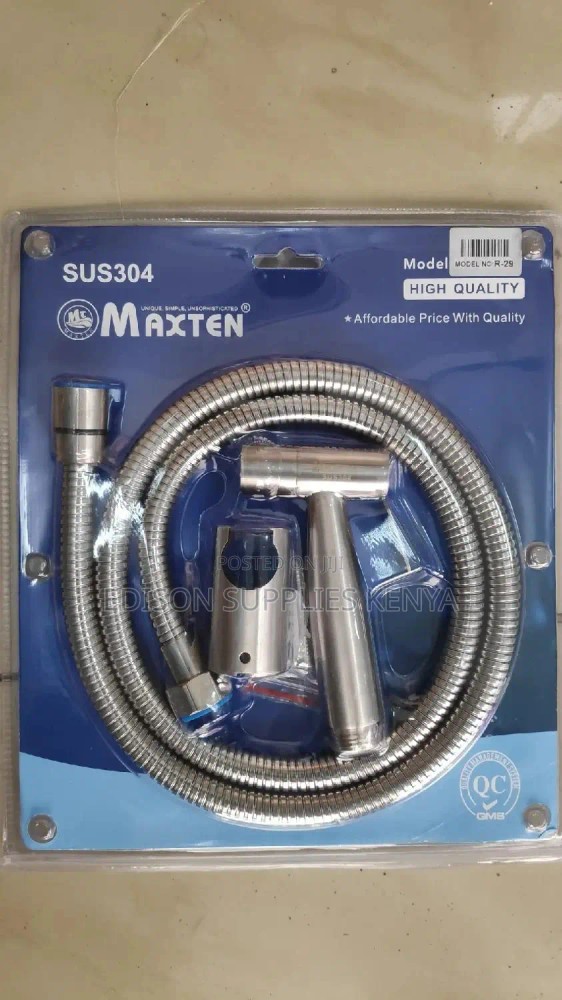 SUS304
Model
MODEL NO:R-29
HIGH QUALITY
UNIQUE, SIMPLE, UNSOPHISTICATED
MAXTEN®
★Affordable Price With Quality
POSTED ON JIJI
EDISON SUPPLIES KENYA
QC
GMB